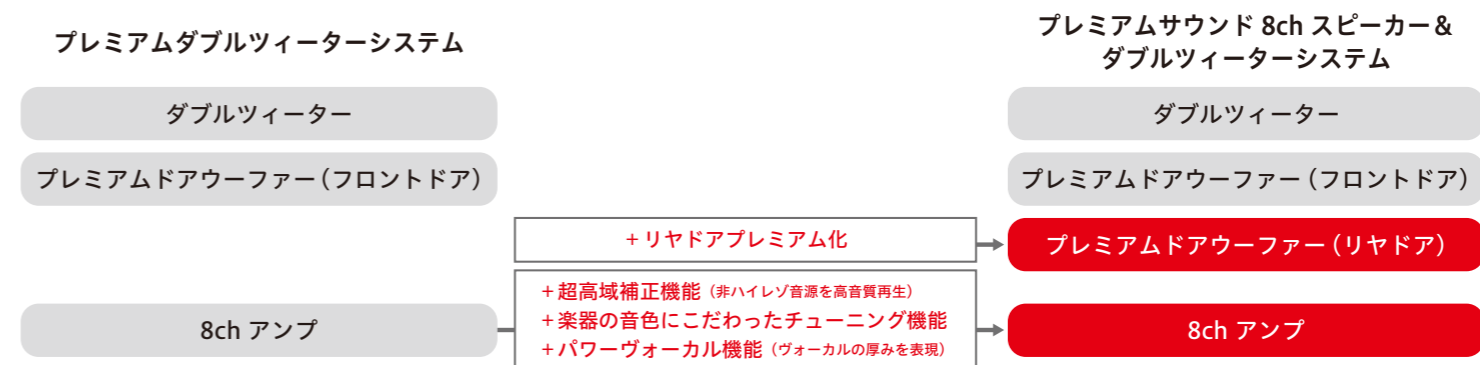 プレミアムダブルツィーターシステム
ダブルツィーター
プレミアムドアウーファー（フロントドア）
8ch アンプ
＋リヤドアプレミアム化
＋超高域補正機能（非ハイレゾ音源を高音質再生）
＋楽器の音色にこだわったチューニング機能
＋パワーヴォーカル機能（ヴォーカルの厚みを表現）
プレミアムサウンド 8ch スピーカー＆
ダブルツィーターシステム
ダブルツィーター
プレミアムドアウーファー（フロントドア）
プレミアムドアウーファー（リヤドア）
8ch アンプ